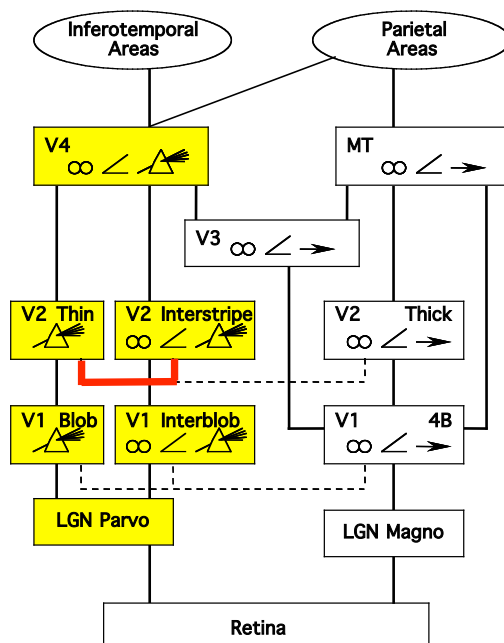 Inferotemporal
Areas
Parietal
Areas
V4
MT
V3
V2 Thin
V2 Interstripe
V2 Thick
V1 Blob
V1 Interblob
V1 4B
LGN Parvo
LGN Magno
Retina